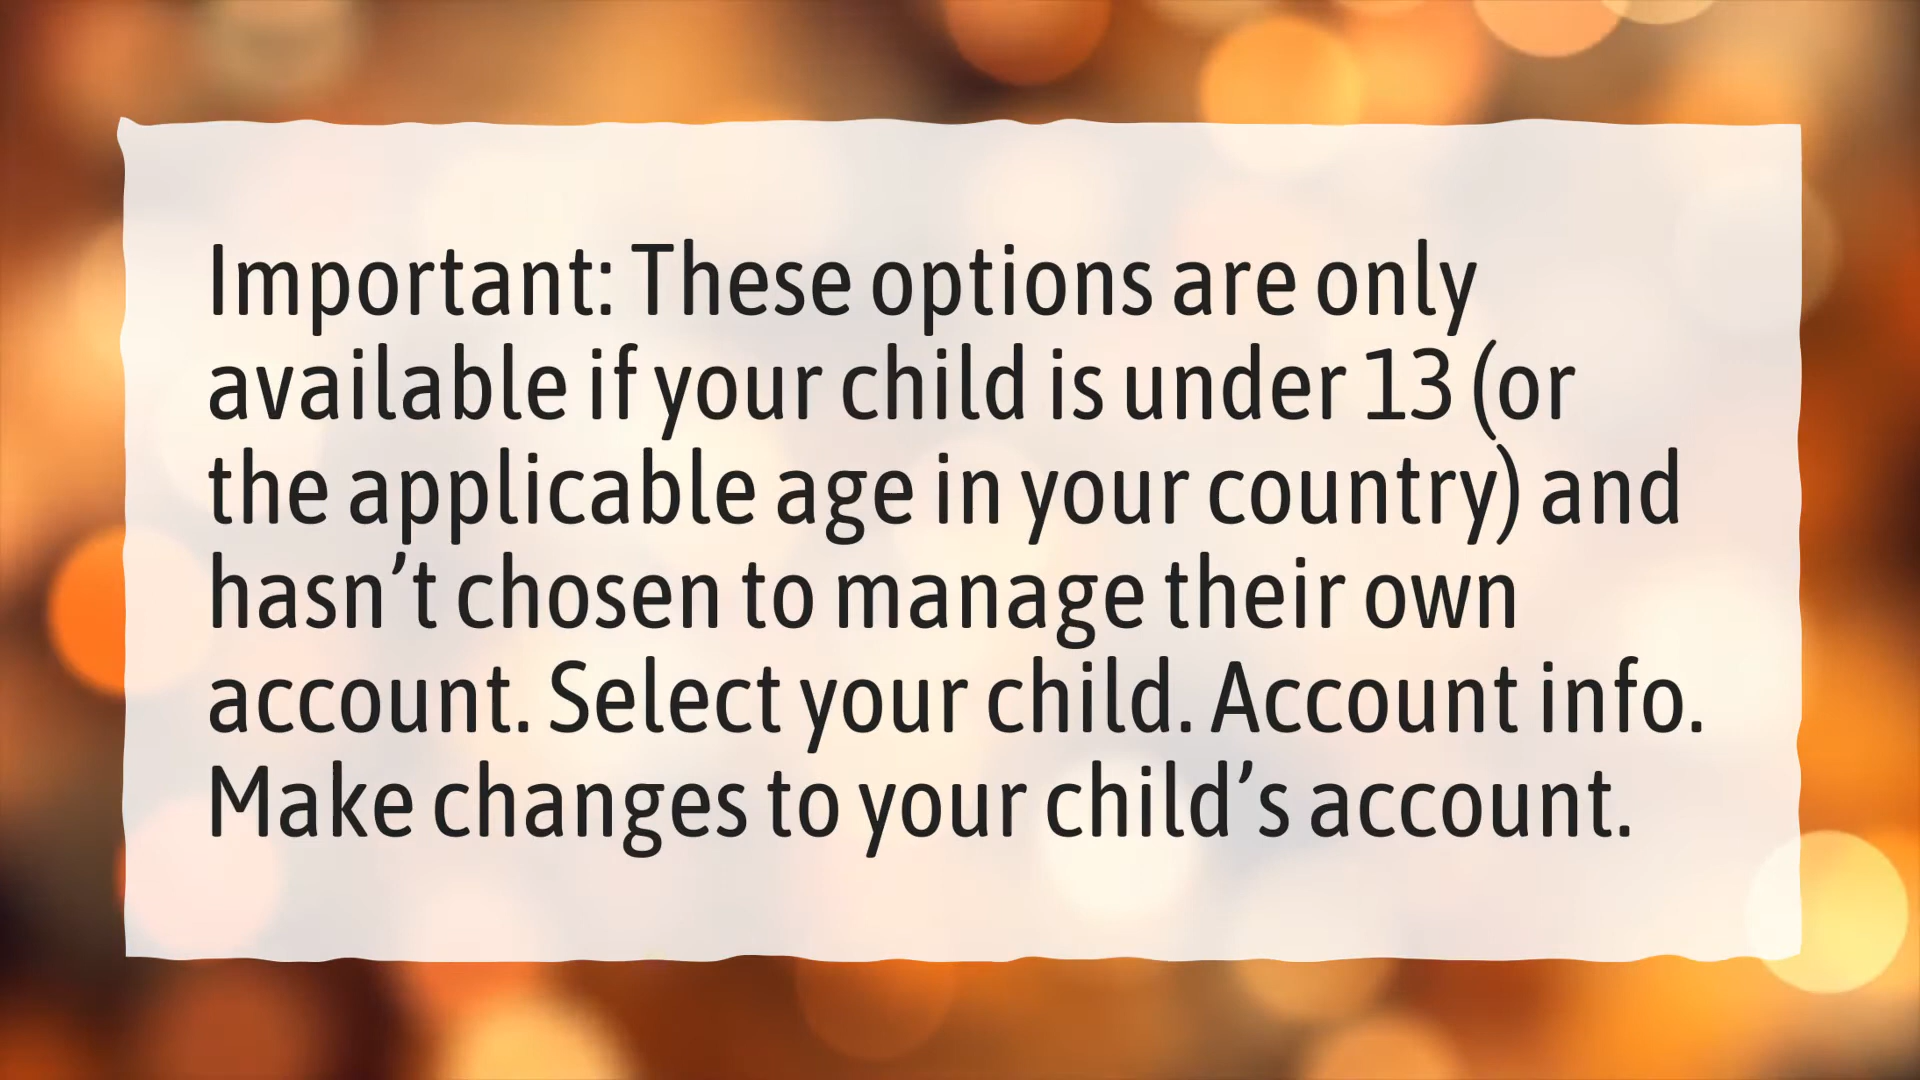 Important: These options are only
available if your child is under 13 (or
the applicable age in your country) and
hasn’t chosen to manage their own
account. Select your child. Account info.
Make changes to your child’s account.